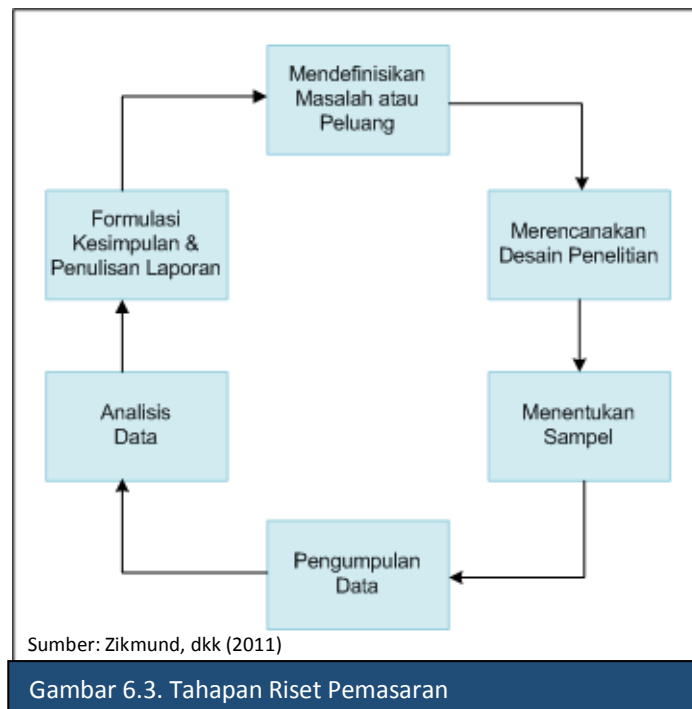 Mendefinisikan
Masalah atau
Peluang
Merencanakan
Desain Penelitian
Menentukan
Sampel
Pengumpulan
Data
Analisis
Data
Formulasi
Kesimpulan &
Penulisan Laporan
Sumber: Zikmund, dkk (2011)
Gambar 6.3. Tahapan Riset Pemasaran